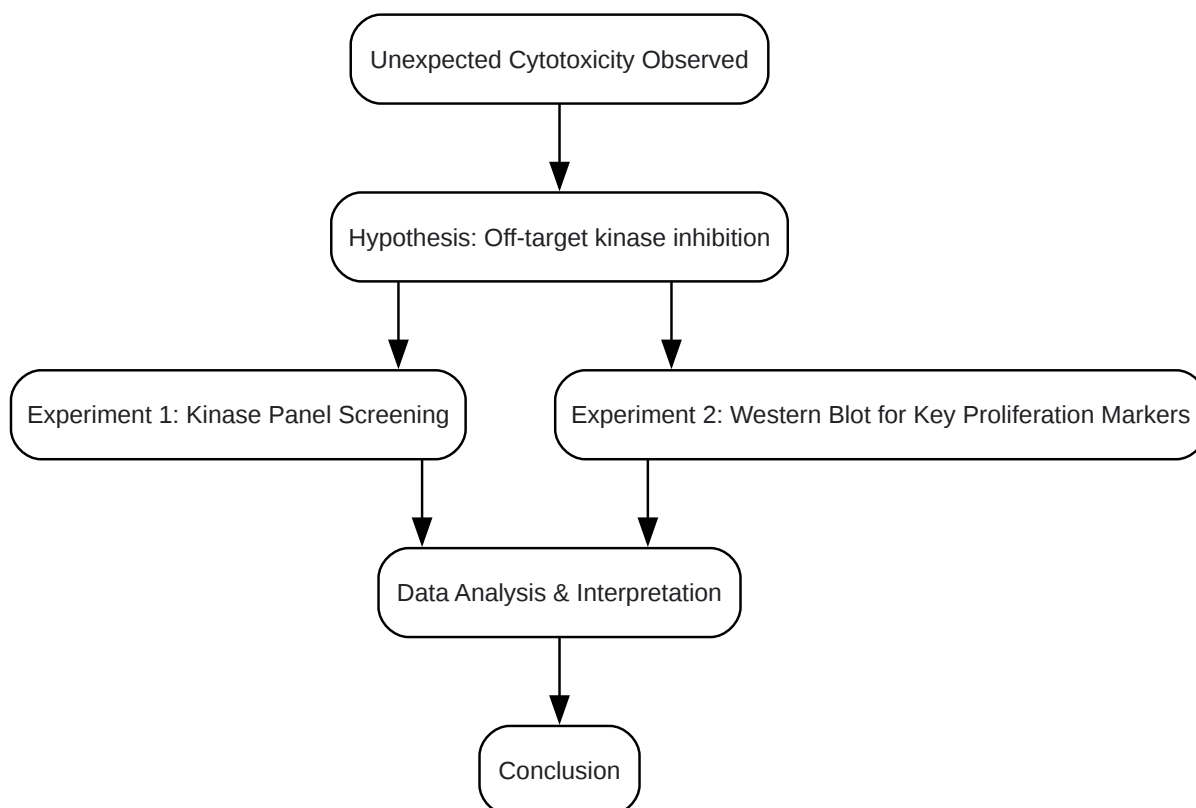 Unexpected Cytotoxicity Observed
Hypothesis: Off-target kinase inhibition
Experiment 1: Kinase Panel Screening
Experiment 2: Western Blot for Key Proliferation Markers
Data Analysis & Interpretation
Conclusion